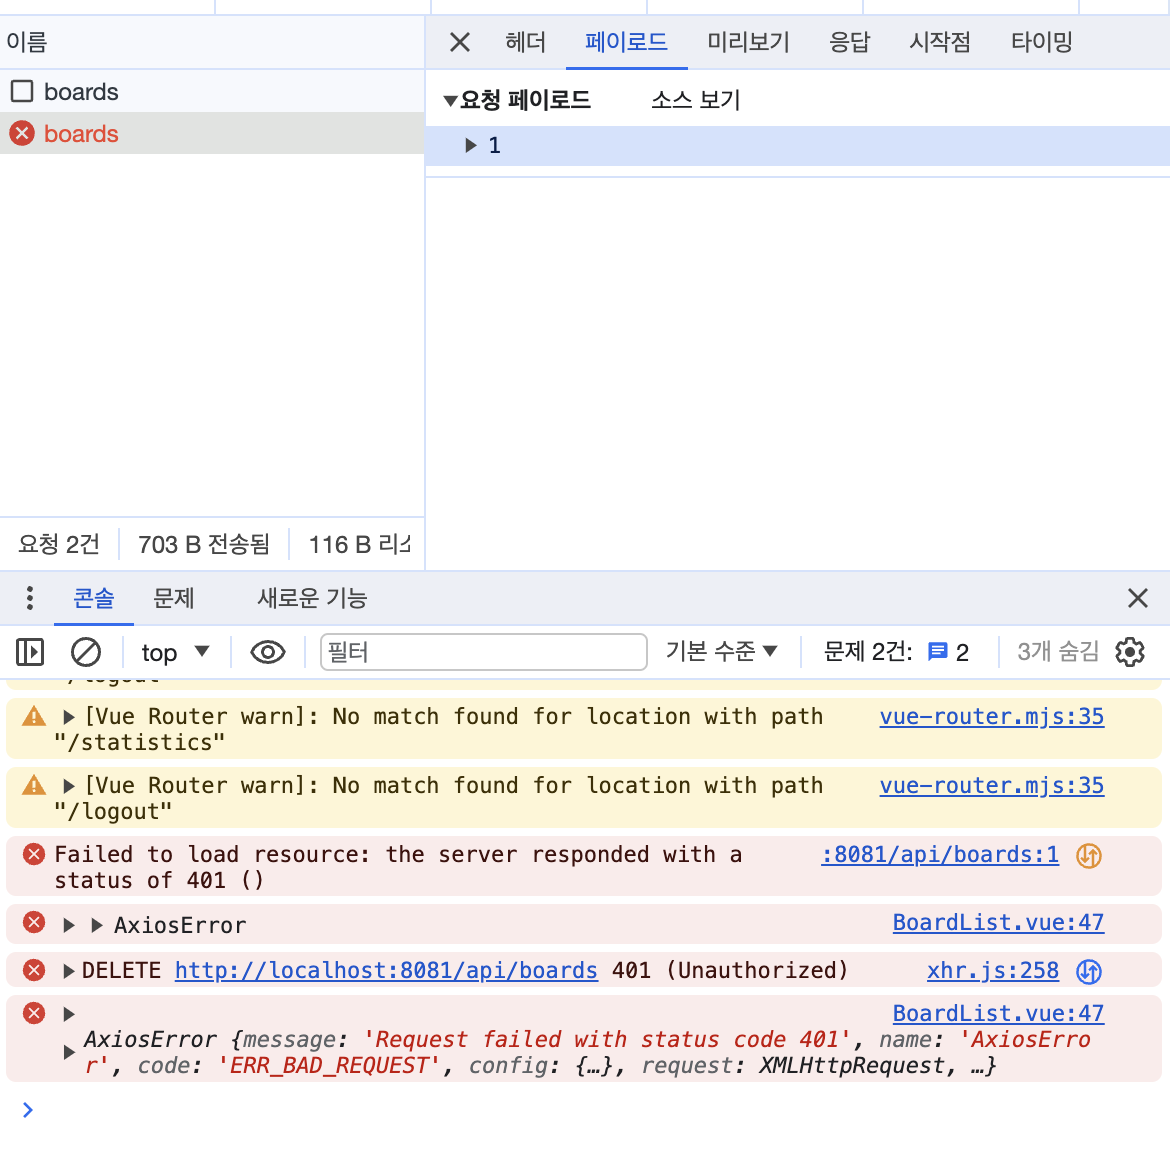 이름
boards
boards
요청 2건 703 B 전송됨 116 B 리소
헤더 페이로드 미리보기 응답 시작점 타이밍
요청 페이로드 소스 보기
1
콘솔 문제 새로운 기능
top 필터 기본 수준 문제 2건: 2 3개 숨김
"/logout"
[Vue Router warn]: No match found for location with path vue-router.mjs:35
"/statistics"
[Vue Router warn]: No match found for location with path vue-router.mjs:35
"/logout"
Failed to load resource: the server responded with a :8081/api/boards:1
status of 401 ()
AxiosError BoardList.vue:47
DELETE http://localhost:8081/api/boards 401 (Unauthorized) xhr.js:258
BoardList.vue:47
AxiosError {message: 'Request failed with status code 401', name: 'AxiosErro
r', code: 'ERR_BAD_REQUEST', config: {…}, request: XMLHttpRequest, …}